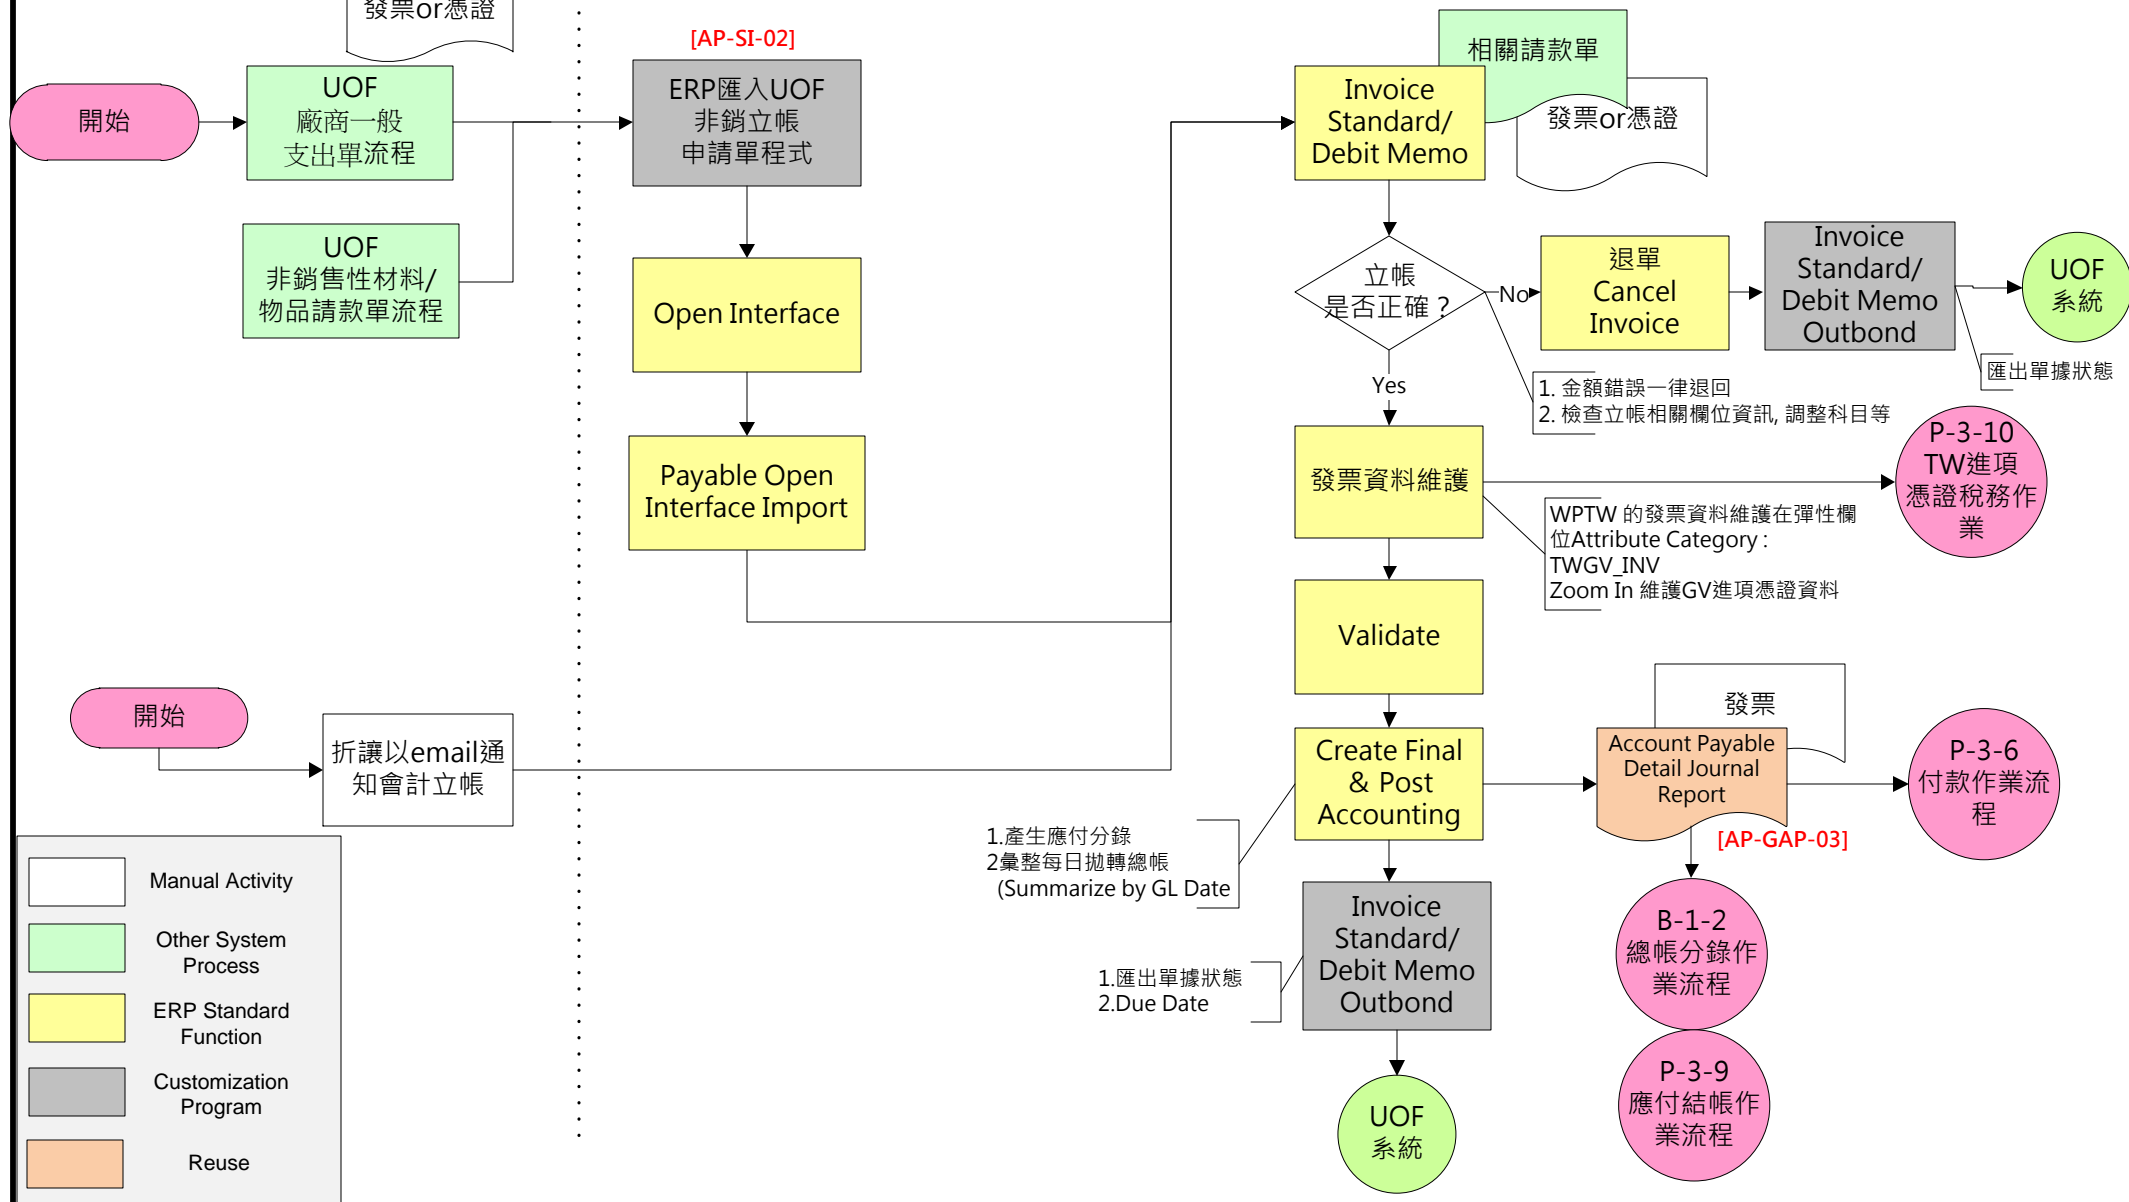 發票or憑證
開始
UOF
廠商一般
支出單流程
UOF
非銷售性材料/
物品請款單流程
[AP-SI-02]
ERP匯入UOF
非銷立帳
申請單程式
Open Interface
Payable Open
Interface Import
開始
折讓以email通
知會計立帳
相關請款單
發票or憑證
Invoice
Standard/
Debit Memo
立帳
是否正確？
No
退單
Cancel
Invoice
Invoice
Standard/
Debit Memo
Outbond
UOF
系統
匯出單據狀態
Yes
1. 金額錯誤一律退回
2. 檢查立帳相關欄位資訊, 調整科目等
發票資料維護
P-3-10
TW進項
憑證稅務作
業
WPTW 的發票資料維護在彈性欄
位Attribute Category :
TWGV_INV
Zoom In 維護GV進項憑證資料
Validate
Create Final
& Post
Accounting
1.產生應付分錄
2彙整每日拋轉總帳
(Summarize by GL Date
發票
Account Payable
Detail Journal
Report
[AP-GAP-03]
P-3-6
付款作業流
程
B-1-2
總帳分錄作
業流程
P-3-9
應付結帳作
業流程
Invoice
Standard/
Debit Memo
Outbond
1.匯出單據狀態
2.Due Date
UOF
系統
Manual Activity
Other System
Process
ERP Standard
Function
Customization
Program
Reuse